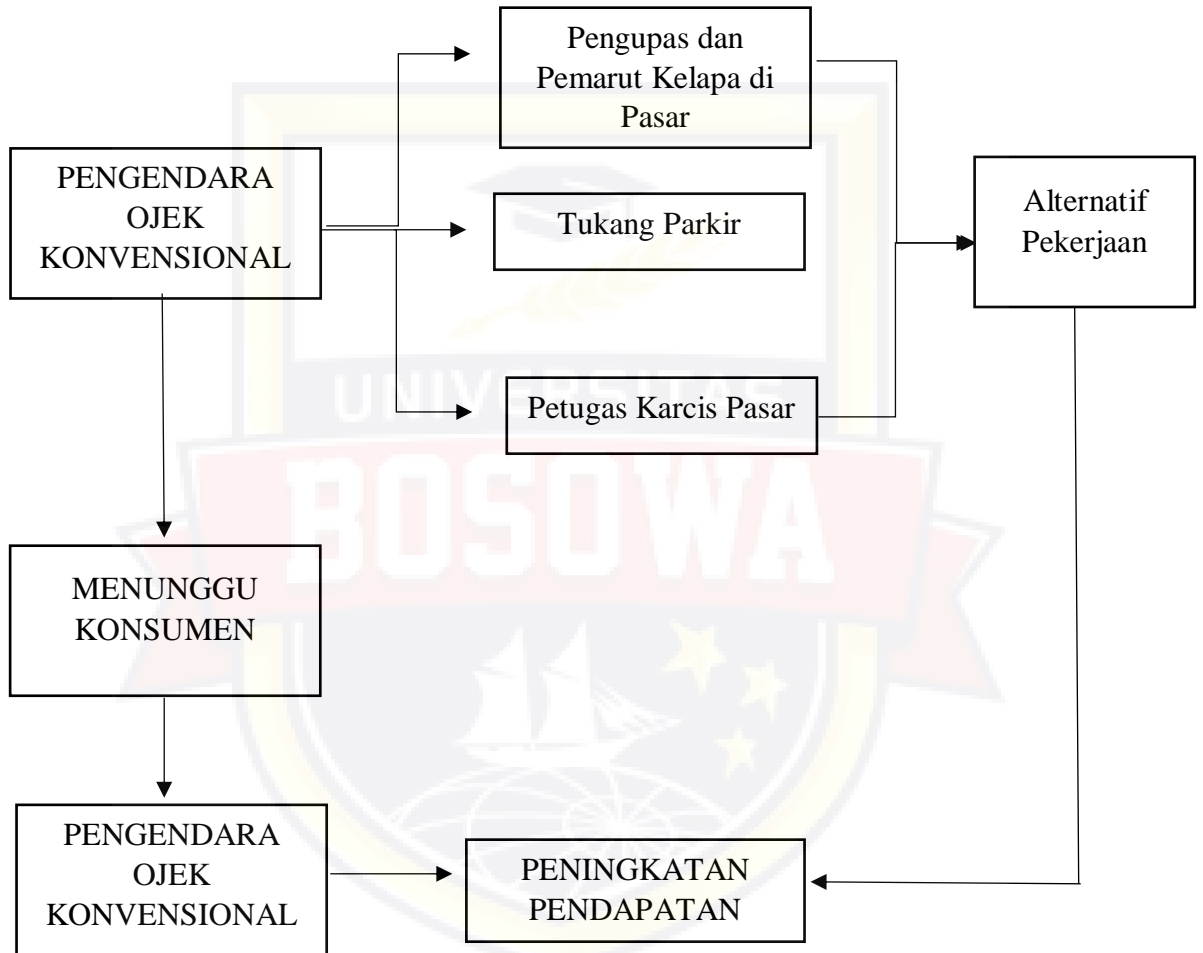 Pengupas dan
Pemarut Kelapa di
Pasar
PENGENDARA
OJEK
KONVENSIONAL
Tukang Parkir
Alternatif
Pekerjaan
UNIVERSITAS
Petugas Karcis Pasar
BOSOWA
MENUNGGU
KONSUMEN
PENGENDARA
OJEK
KONVENSIONAL
PENINGKATAN
PENDAPATAN